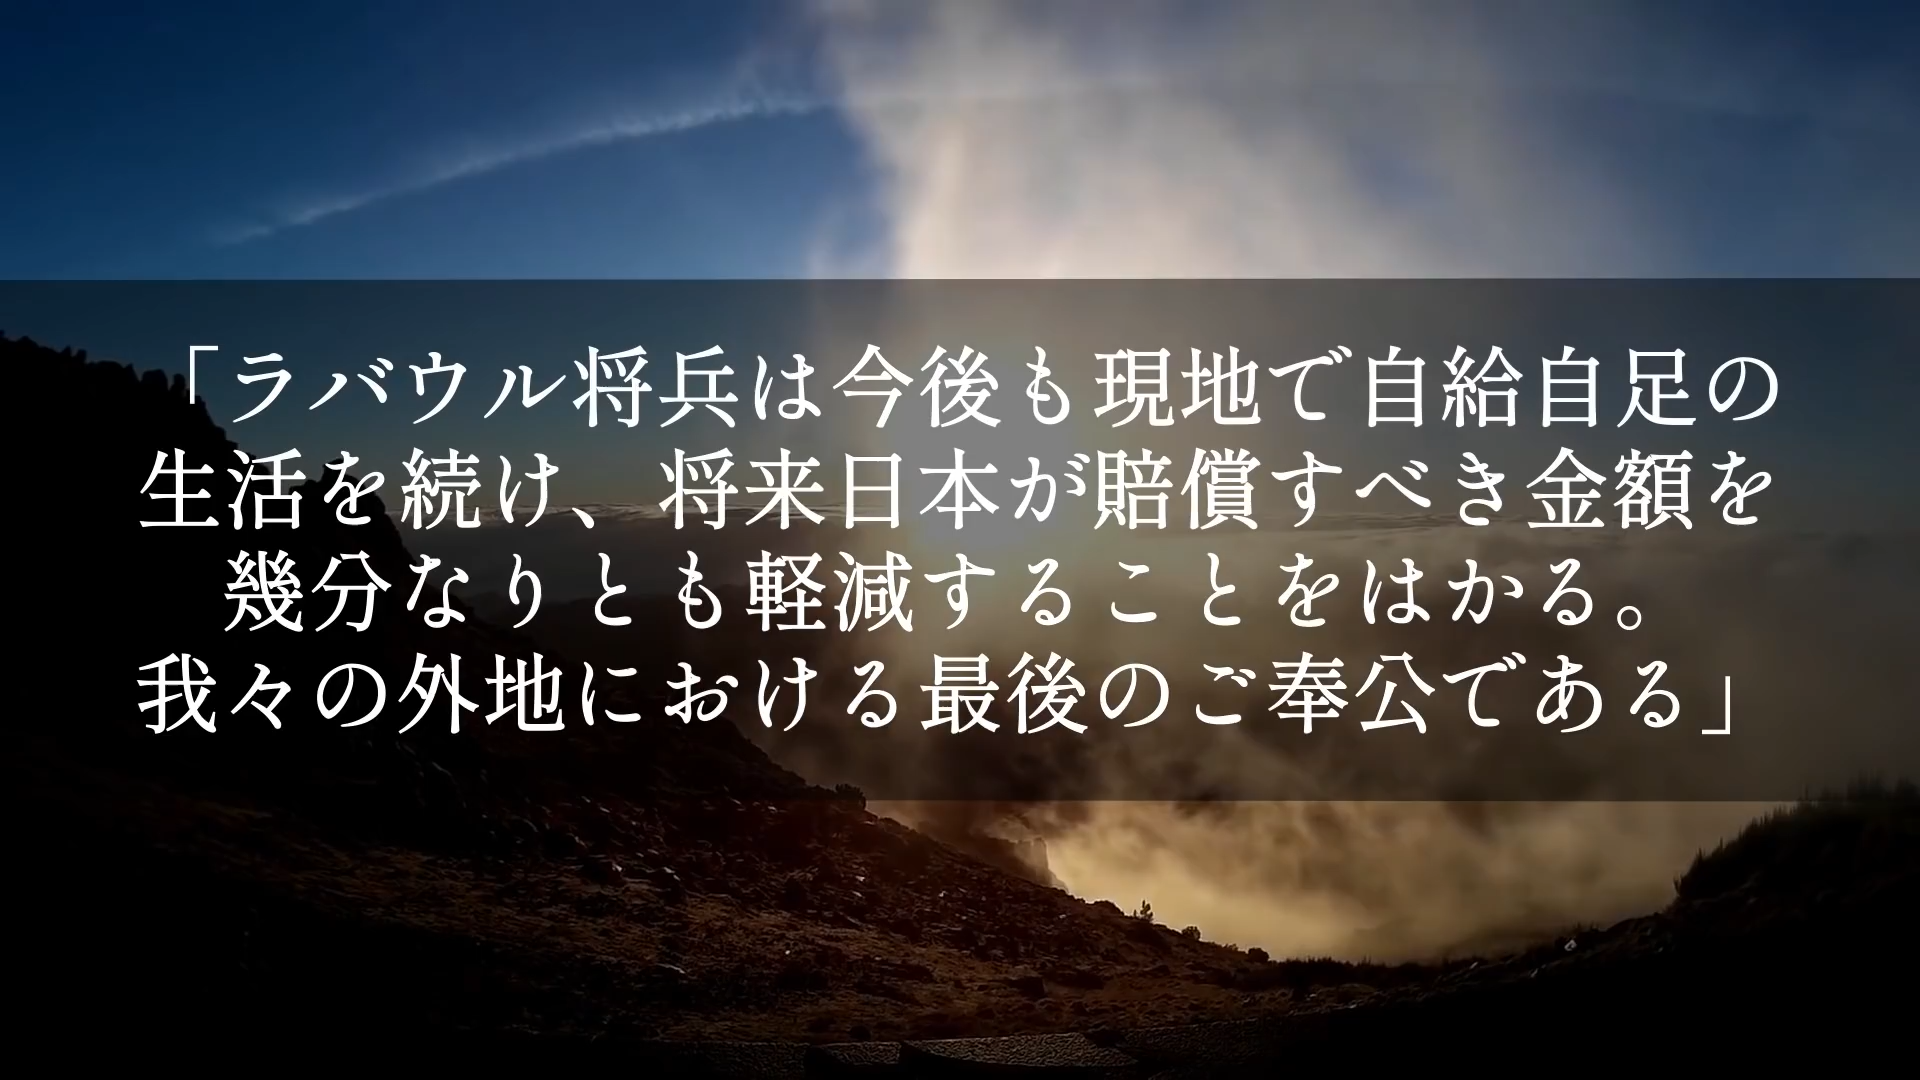 「ラバウル将兵は今後も現地で自給自足の
生活を続け、将来日本が賠償すべき金額を
幾分なりとも軽減することをはかる。
我々の外地における最後のご奉公である」